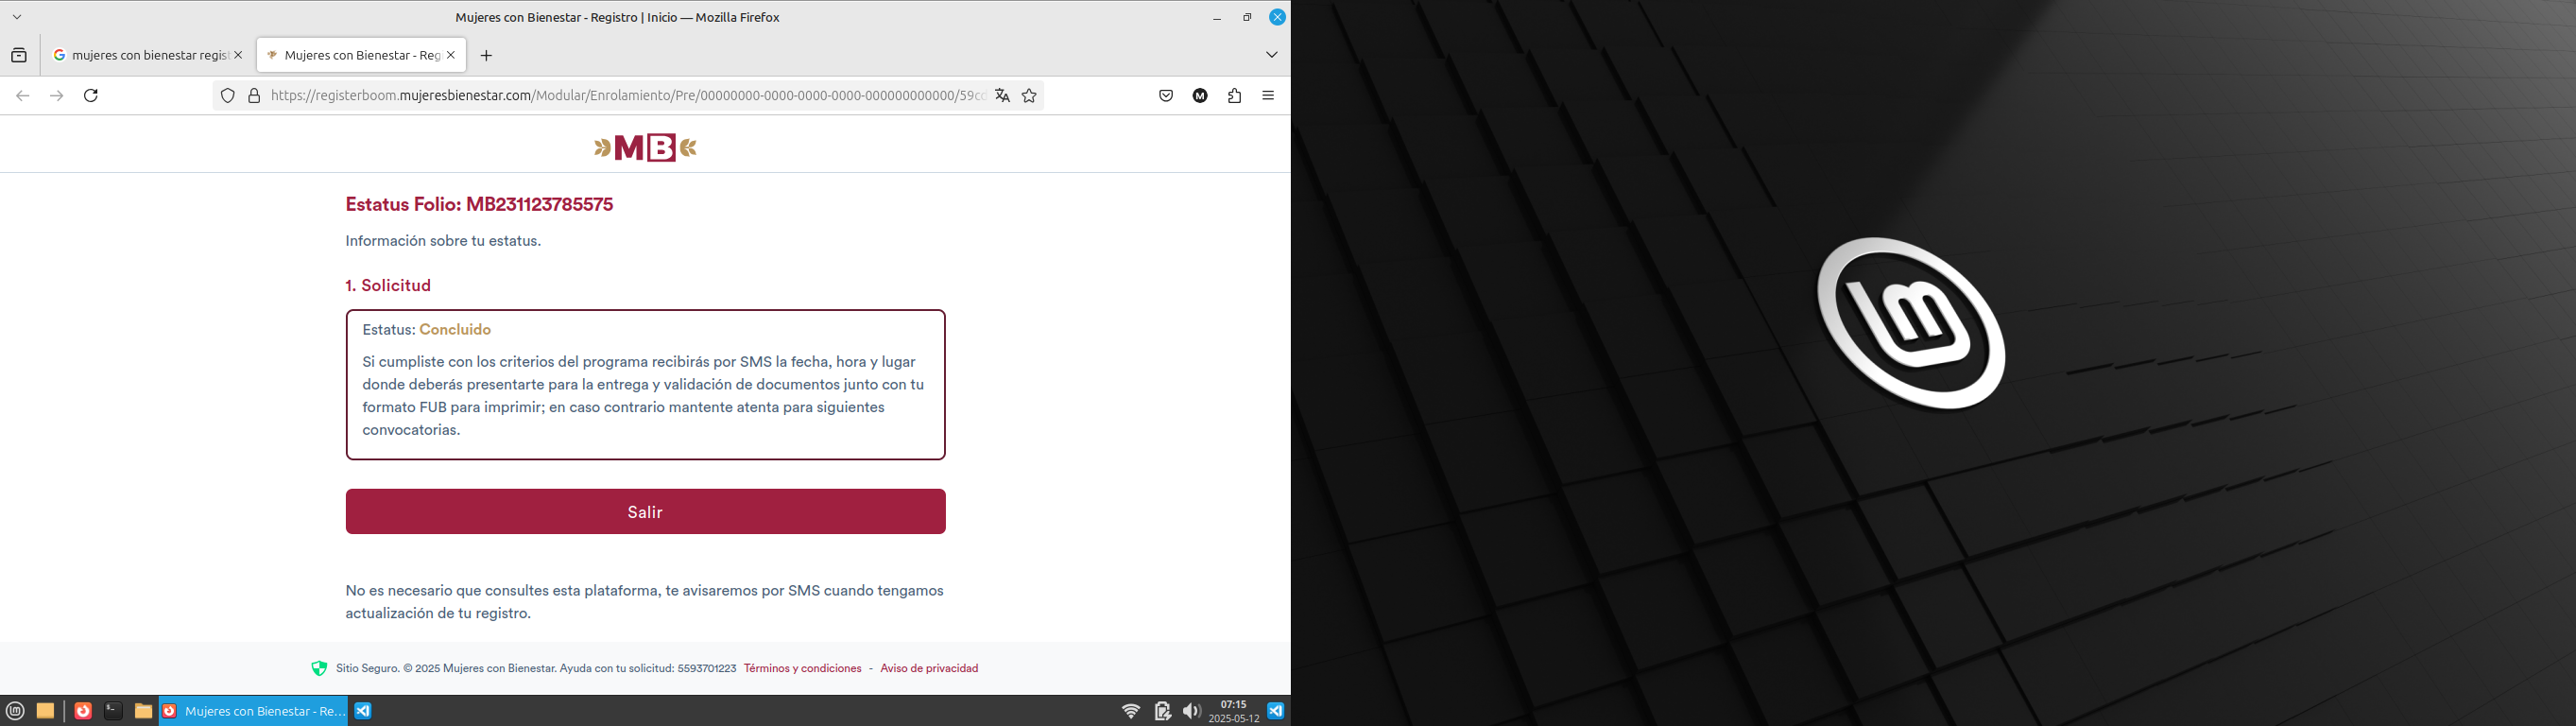 Mujeres con Bienestar - Registro | Inicio — Mozilla Firefox
mujeres con bienestar regist
Mujeres con Bienestar - Reg
https://registerboom.mujeresbienestar.com/Modular/Enrolamiento/Pre/00000000-0000-0000-0000-000000000000/59cd
M
MB
Estatus Folio: MB231123785575
Información sobre tu estatus.
1. Solicitud
Estatus: Concluido
Si cumpliste con los criterios del programa recibirás por SMS la fecha, hora y lugar
donde deberás presentarte para la entrega y validación de documentos junto con tu
formato FUB para imprimir; en caso contrario mantente atenta para siguientes
convocatorias.
Salir
No es necesario que consultes esta plataforma, te avisaremos por SMS cuando tengamos
actualización de tu registro.
Sitio Seguro. © 2025 Mujeres con Bienestar. Ayuda con tu solicitud: 5593701223 Términos y condiciones - Aviso de privacidad
Mujeres con Bienestar - Re...
07:15
2025-05-12